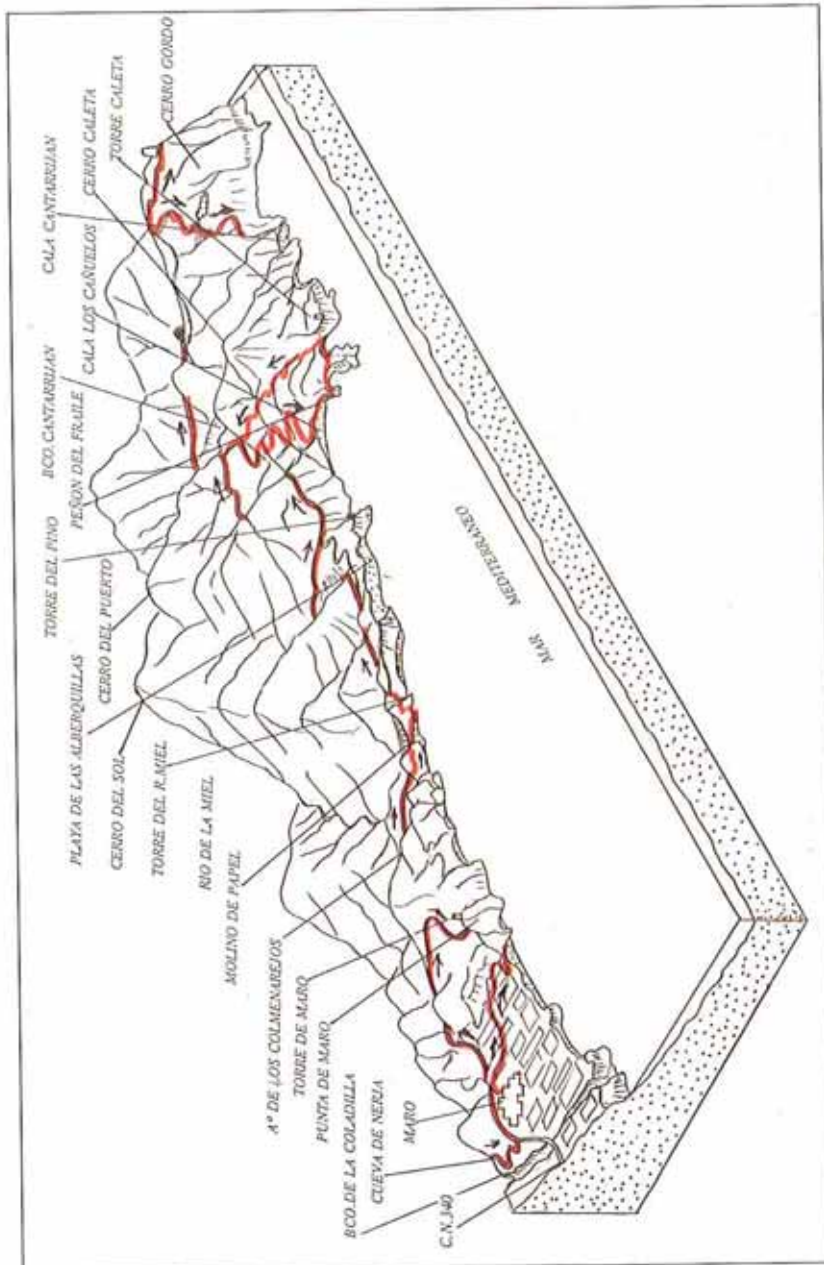 C.N.340
BCO.DE LA COLADILLA
CUEVA DE NERJA
MARO
PUNTA DE MARO
TORRE DE MARO
Aº DE LOS COLMENAREJOS
MOLINO DE PAPEL
RIO DE LA MIEL
TORRE DEL R.MIEL
CERRO DEL SOL
PLAYA DE LAS ALBERQUILLAS
CERRO DEL PUERTO
TORRE DEL PINO
PEÑON DEL FRAILE
BCO.CANTARRIJAN
CALA LOS CAÑUELOS
CALA CANTARRIJAN
CERRO CALETA
TORRE CALETA
CERRO GORDO
MAR MEDITERRANEO